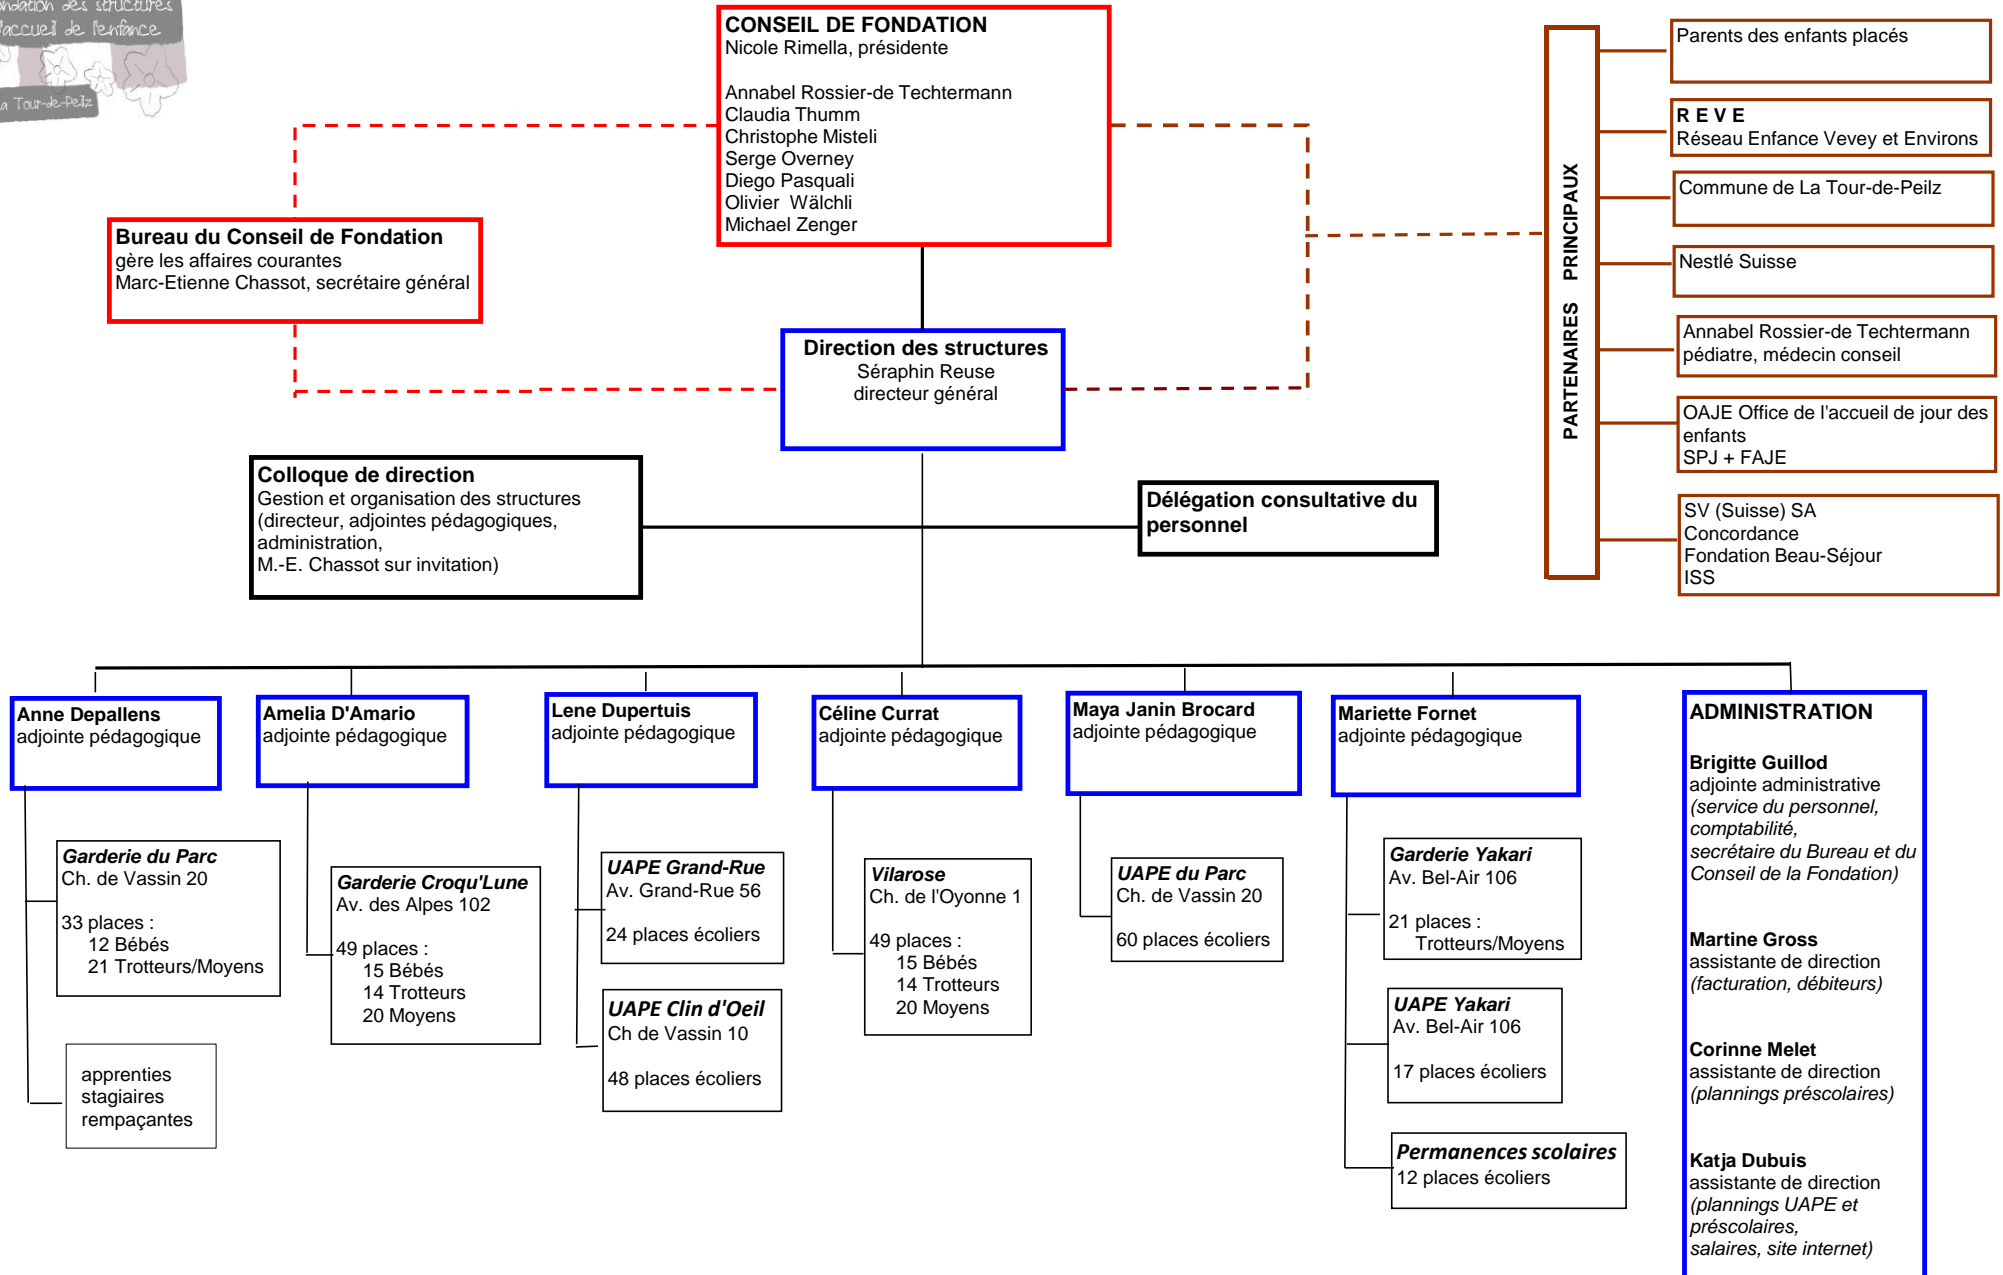 des structures
d'accueil de l'enfance
La Tour-de-Peilz
CONSEIL DE FONDATION
Nicole Rimella, présidente
Annabel Rossier-de Techtermann
Claudia Thumm
Christophe Misteli
Serge Overney
Diego Pasquali
Olivier Wälchli
Michael Zenger
Bureau du Conseil de Fondation
gère les affaires courantes
Marc-Etienne Chassot, secrétaire général
Direction des structures
Séraphin Reuse
directeur général
PARTENAIRES PRINCIPAUX
Parents des enfants placés
R E V E
Réseau Enfance Vevey et Environs
Commune de La Tour-de-Peilz
Nestlé Suisse
Annabel Rossier-de Techtermann
pédiatre, médecin conseil
OAJE Office de l'accueil de jour des
enfants
SPJ + FAJE
SV (Suisse) SA
Concordance
Fondation Beau-Séjour
ISS
Colloque de direction
Gestion et organisation des structures
(directeur, adjointes pédagogiques,
administration,
M.-E. Chassot sur invitation)
Délégation consultative du
personnel
Anne Depallens
adjointe pédagogique
Garderie du Parc
Ch. de Vassin 20
33 places :
12 Bébés
21 Trotteurs/Moyens
apprenties
stagiaires
rempaçantes
Amelia D'Amario
adjointe pédagogique
Garderie Croqu'Lune
Av. des Alpes 102
49 places :
15 Bébés
14 Trotteurs
20 Moyens
Lene Dupertuis
adjointe pédagogique
UAPE Grand-Rue
Av. Grand-Rue 56
24 places écoliers
UAPE Clin d'Oeil
Ch de Vassin 10
48 places écoliers
Céline Currat
adjointe pédagogique
Vilarose
Ch. de l'Oyonne 1
49 places :
15 Bébés
14 Trotteurs
20 Moyens
Maya Janin Brocard
adjointe pédagogique
UAPE du Parc
Ch. de Vassin 20
60 places écoliers
Mariette Fornet
adjointe pédagogique
Garderie Yakari
Av. Bel-Air 106
21 places :
Trotteurs/Moyens
UAPE Yakari
Av. Bel-Air 106
17 places écoliers
Permanences scolaires
12 places écoliers
ADMINISTRATION
Brigitte Guillod
adjointe administrative
(service du personnel,
comptabilité,
secrétaire du Bureau et du
Conseil de la Fondation)
Martine Gross
assistante de direction
(facturation, débiteurs)
Corinne Melet
assistante de direction
(plannings préscolaires)
Katja Dubuis
assistante de direction
(plannings UAPE et
préscolaires,
salaires, site internet)